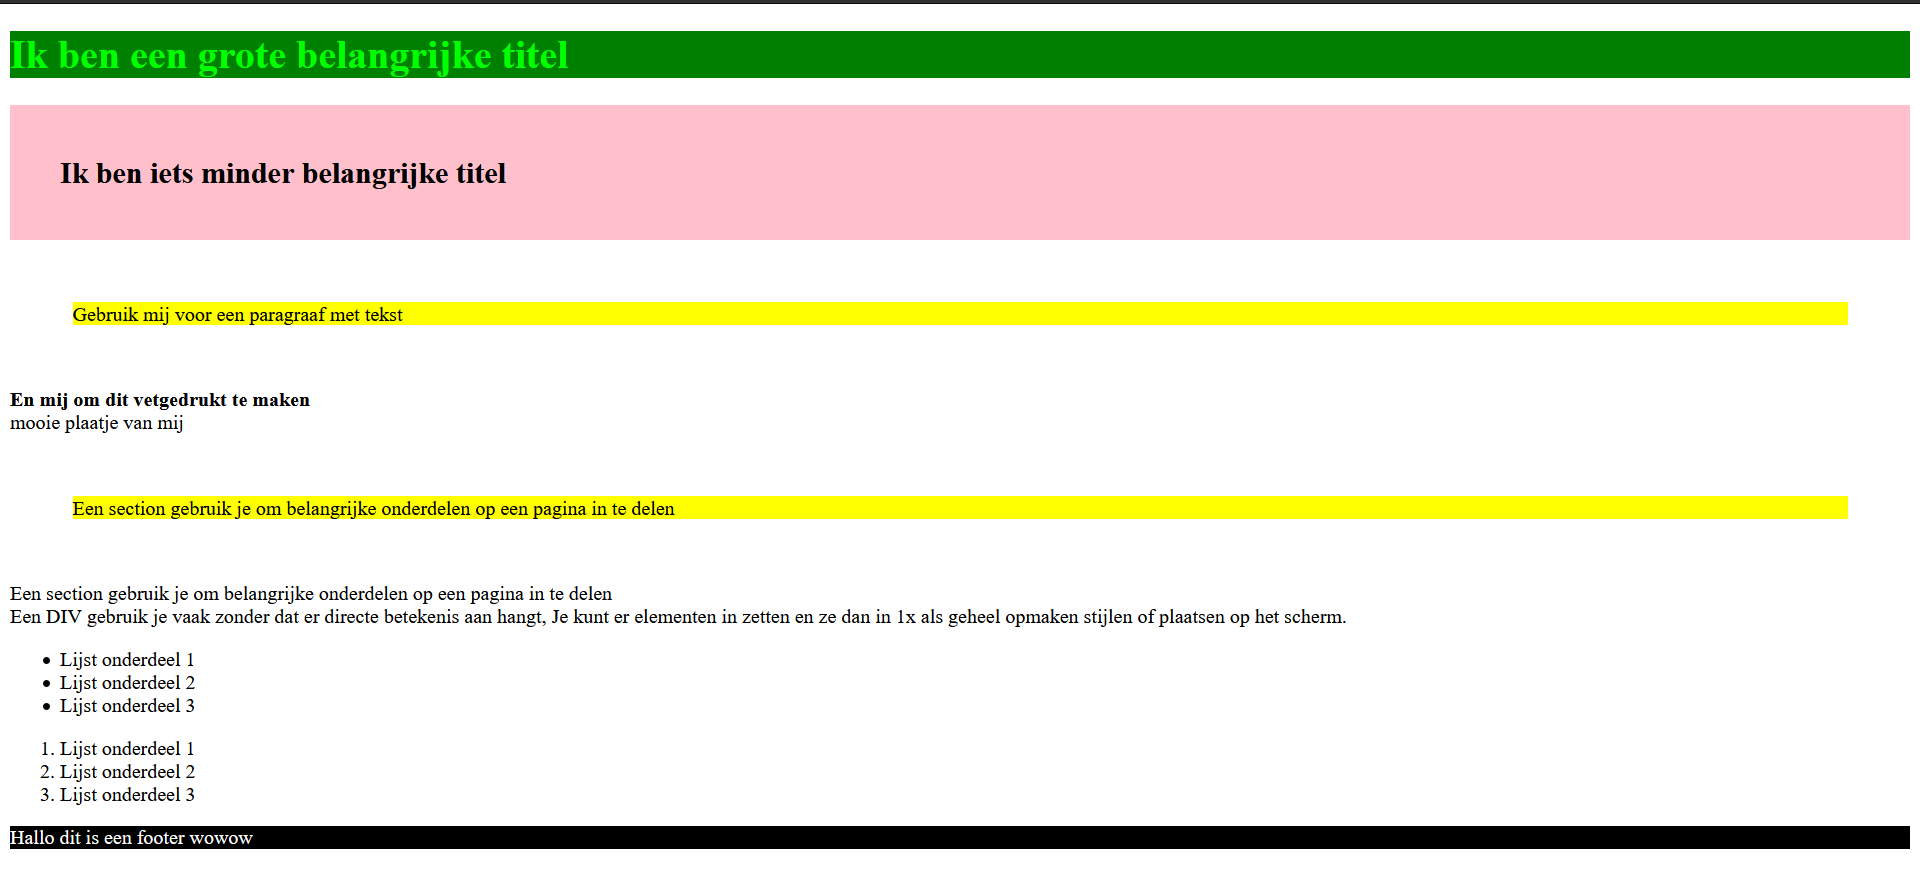 Ik ben een grote belangrijke titel
Ik ben iets minder belangrijke titel
Gebruik mij voor een paragraaf met tekst
En mij om dit vetgedrukt te maken
mooie plaatje van mij
Een section gebruik je om belangrijke onderdelen op een pagina in te delen
Een section gebruik je om belangrijke onderdelen op een pagina in te delen
Een DIV gebruik je vaak zonder dat er directe betekenis aan hangt, Je kunt er elementen in zetten en ze dan in 1x als geheel opmaken stijlen of plaatsen op het scherm.
• Lijst onderdeel 1
• Lijst onderdeel 2
• Lijst onderdeel 3
1. Lijst onderdeel 1
2. Lijst onderdeel 2
3. Lijst onderdeel 3
Hallo dit is een footer wowow